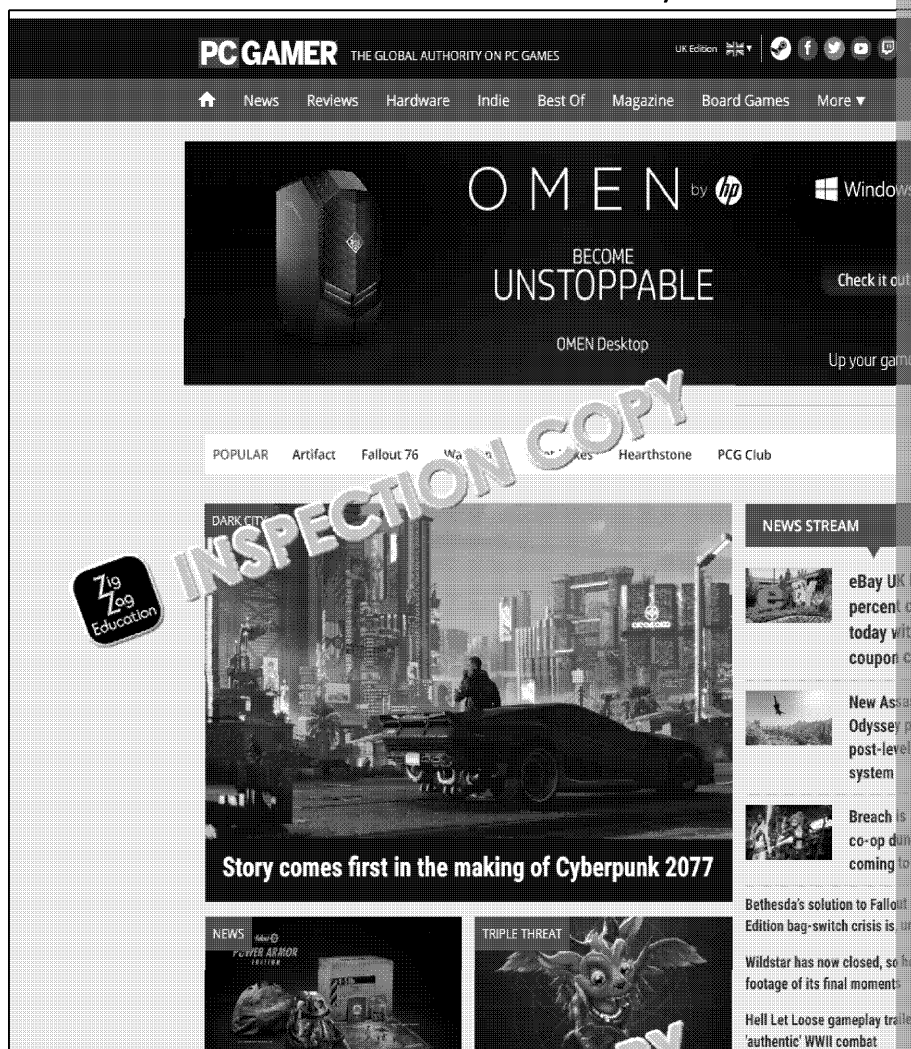 PC GAMER THE GLOBAL AUTHORITY ON PC GAMES UK Edition
News Reviews Hardware Indie Best Of Magazine Board Games More ▼
OMEN by hp Windows
BECOME
UNSTOPPABLE
Check it out
OMEN Desktop
Up your game
INSPECTION COPY
POPULAR Artifact Fallout 76 Hearthstone PCG Club
Zig
Zag
Education
DARK CITY
Story comes first in the making of Cyberpunk 2077
NEWS STREAM
eBay UK
percent
today
coupon
New
Odyssey
post-level
system
Breach is
co-op
coming to
Bethesda's solution to Fallout
Edition bag-switch crisis is,
Wildstar has now closed, so
footage of its final moments
Hell Let Loose gameplay
'authentic' WWII combat
NEWS
Fallout
POWER ARMOR
EDITION
TRIPLE THREAT